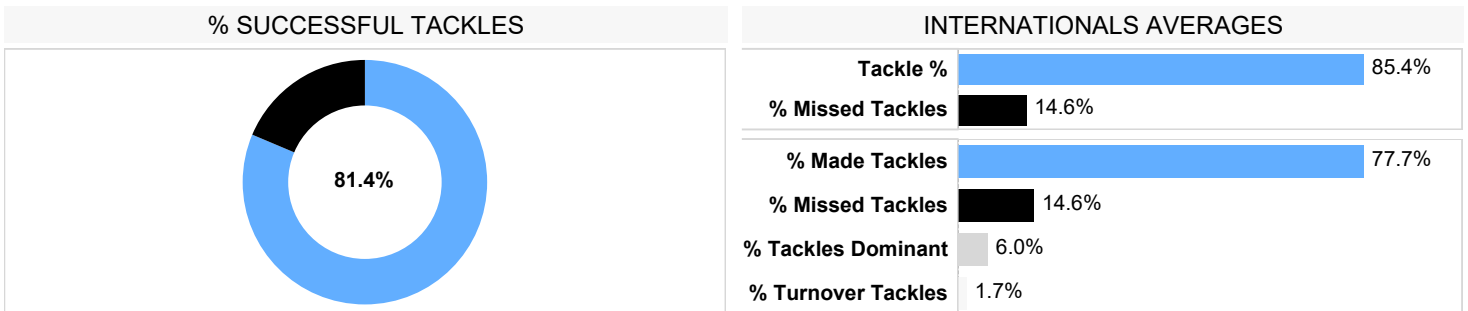 % SUCCESSFUL TACKLES
81.4%
INTERNATIONALS AVERAGES
Tackle % 85.4%
% Missed Tackles 14.6%
% Made Tackles 77.7%
% Missed Tackles 14.6%
% Tackles Dominant 6.0%
% Turnover Tackles 1.7%